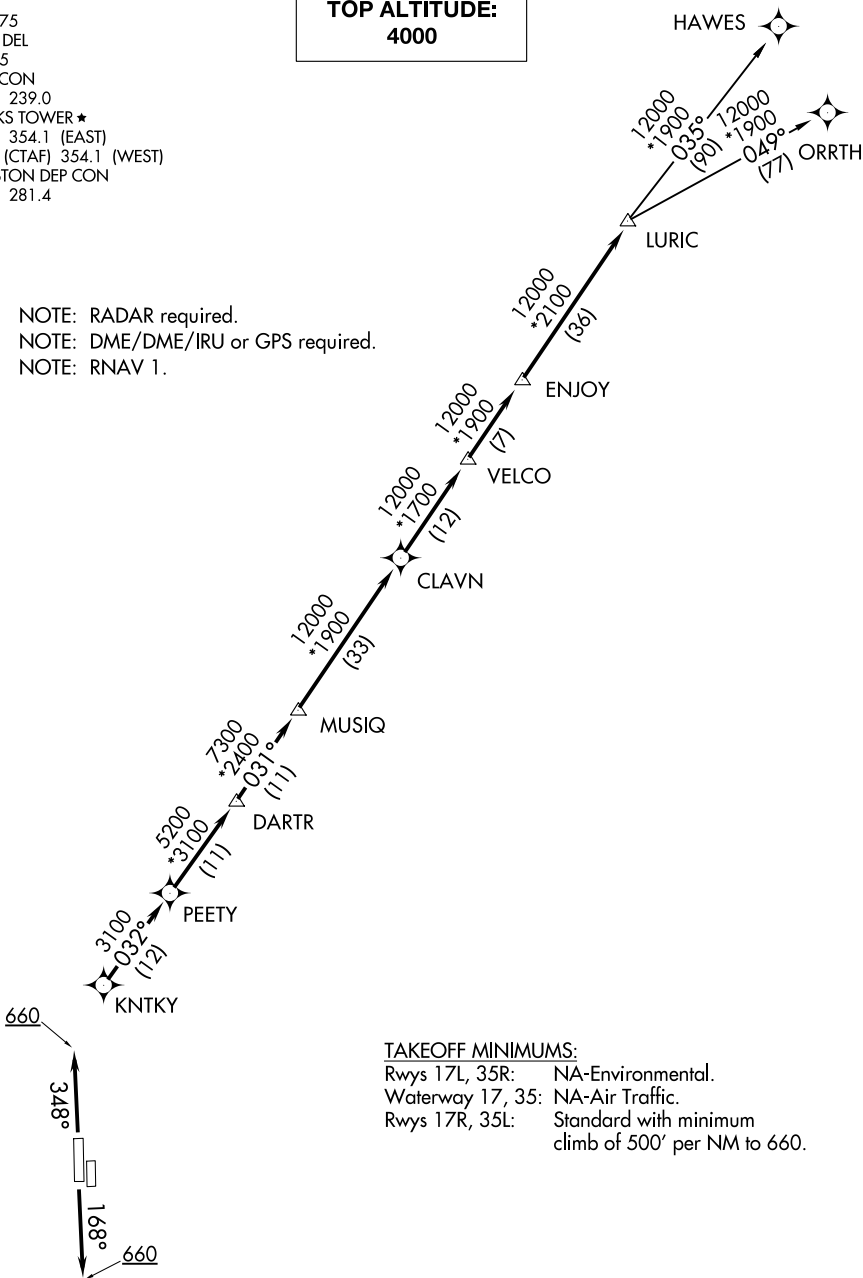 75
DEL
5
CON
239.0
KS TOWER★
354.1 (EAST)
(CTAF) 354.1 (WEST)
TON DEP CON
281.4
TOP ALTITUDE:
4000
HAWES
12000
*1900
035°
(90)
12000
*1900
049°
(77)
ORRTH
LURIC
NOTE: RADAR required.
NOTE: DME/DME/IRU or GPS required.
NOTE: RNAV 1.
12000
*2100
(36)
ENJOY
12000
*1900
(7)
VELCO
12000
*1700
(12)
CLAVN
12000
*1900
(33)
MUSIQ
7300
*2400
031°
(11)
DARTR
5200
*3100
(11)
PEETY
3100
032°
(12)
KNTKY
660
348°
168°
660
TAKEOFF MINIMUMS:
Rwys 17L, 35R: NA-Environmental.
Waterway 17, 35: NA-Air Traffic.
Rwys 17R, 35L: Standard with minimum
climb of 500' per NM to 660.